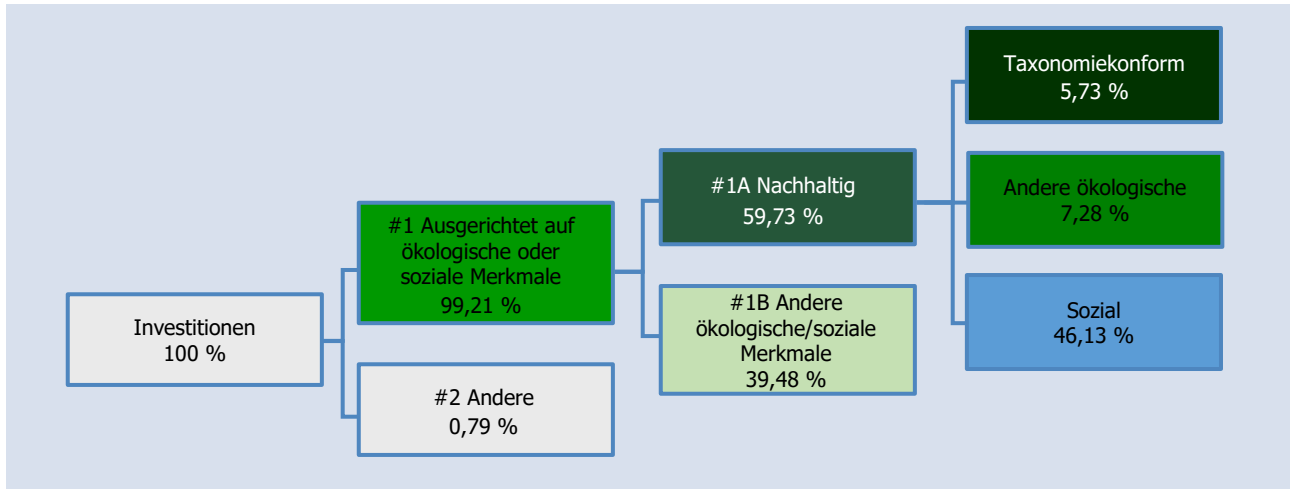 Investitionen
100 %
#1 Ausgerichtet auf
ökologische oder
soziale Merkmale
99,21 %
#2 Andere
0,79 %
#1A Nachhaltig
59,73 %
#1B Andere
ökologische/soziale
Merkmale
39,48 %
Taxonomiekonform
5,73 %
Andere ökologische
7,28 %
Sozial
46,13 %